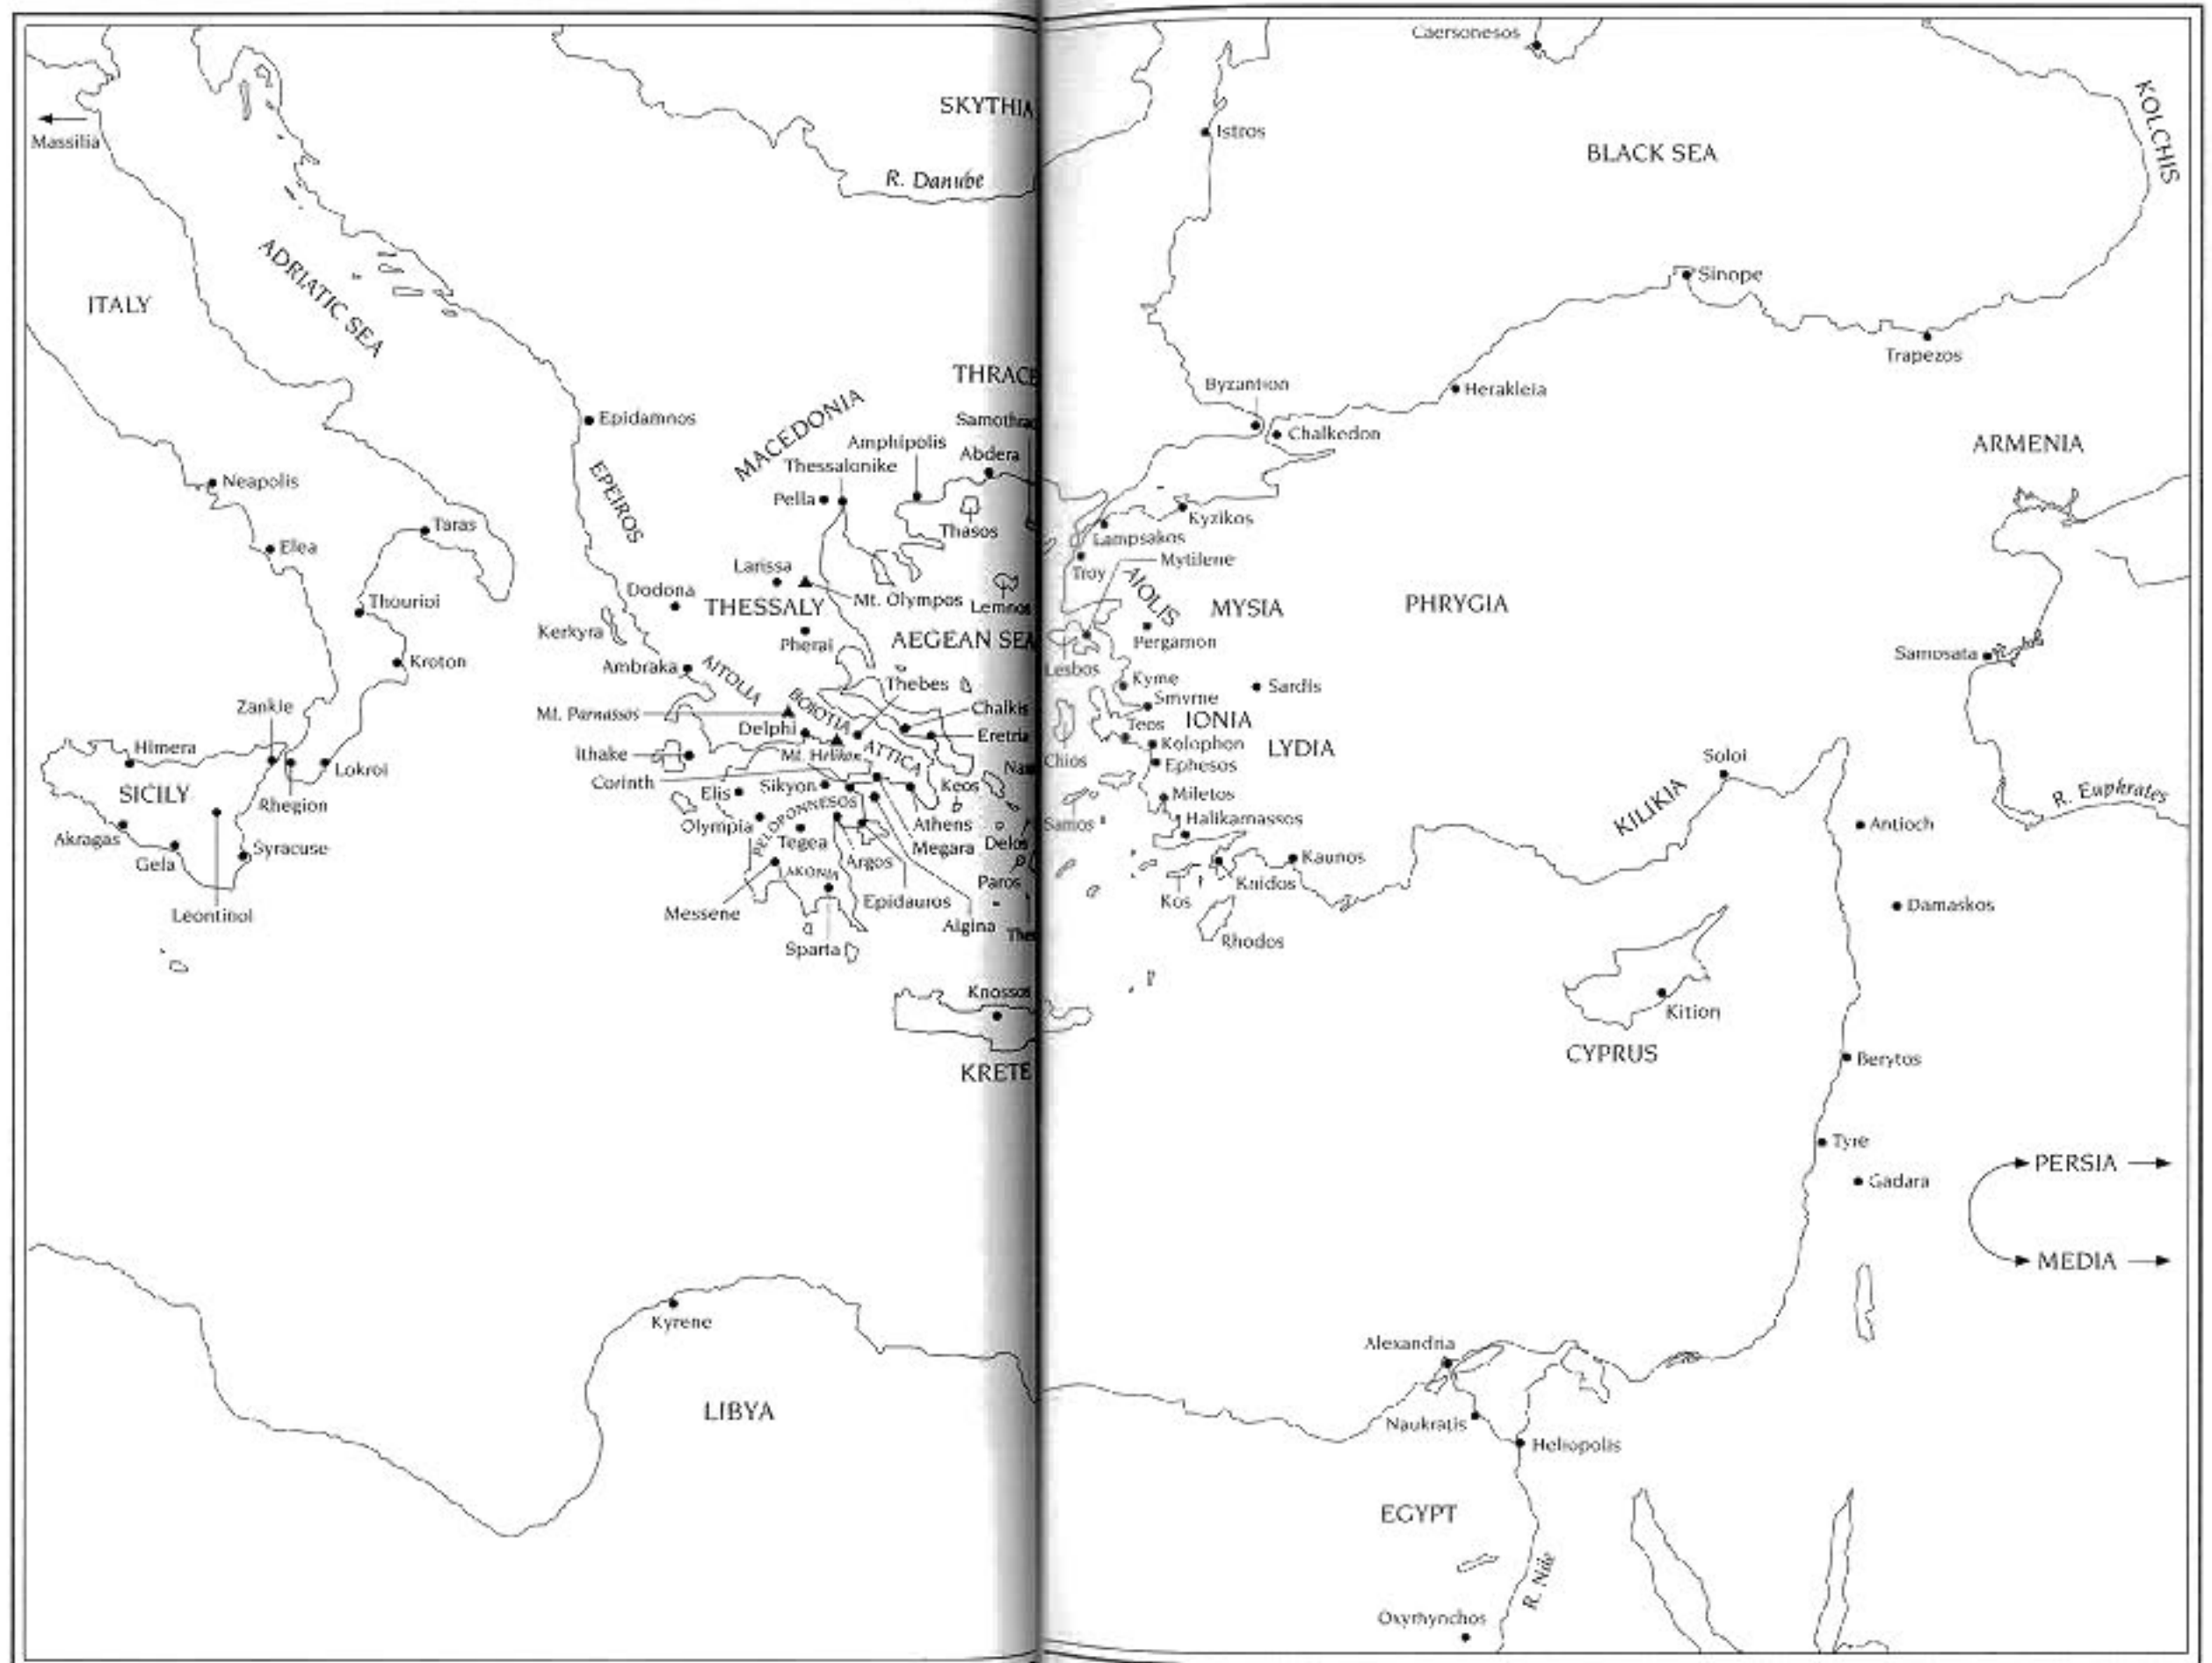 Massilia
SKYTHIA
R. Danube
ADRIATIC SEA
ITALY
THRACE
Epidamnos
MACEDONIA
Samothrac
Amphipolis
Abdera
Thessalonike
Neapolis
EPEIROS
Pella
Taras
Thasos
Elea
Larissa
Dodona
Thourioi
THESSALY
Mt. Olympos
Lemnos
Kerkyra
Pherai
AEGEAN SEA
Kroton
Ambraka
AITOLIA
Thebes
Zankle
Mt. Parnassos
BOIOTIA
Chalkis
Delphi
Eretria
Himera
Ithake
Mt. Helikon
ATTICA
Lokroi
Corinth
Keos
SICILY
Elis
Sikyon
Rhegion
PELOPONNESOS
Olympia
Athens
Akragas
Tegea
Megara
Delos
Gela
Syracuse
Argos
LAKONIA
Paros
Leontinoi
Messene
Epidauros
Aigina
Sparta
Knossos
KRETE
Kyrene
LIBYA
Caersonesos
KOLCHIS
Istros
BLACK SEA
Sinope
Trapezos
Byzantion
Herakleia
Chalkedon
ARMENIA
Kyzikos
Lampsakos
Mytilene
Troy
AIOLIS
MYSIA
PHRYGIA
Pergamon
Samosata
Lesbos
Kyme
Sardis
Smyrne
Teos
IONIA
Kolophon
LYDIA
Chios
Ephesos
Soloi
Miletos
R. Euphrates
KILIKIA
Samos
Halikarnassos
Antioch
Kaunos
Knidos
Kos
Damaskos
Rhodos
Kition
CYPRUS
Berytos
Tyre
PERSIA
Gadara
MEDIA
Alexandria
Naukratis
Heliopolis
EGYPT
R. Nile
Oxyrhynchos